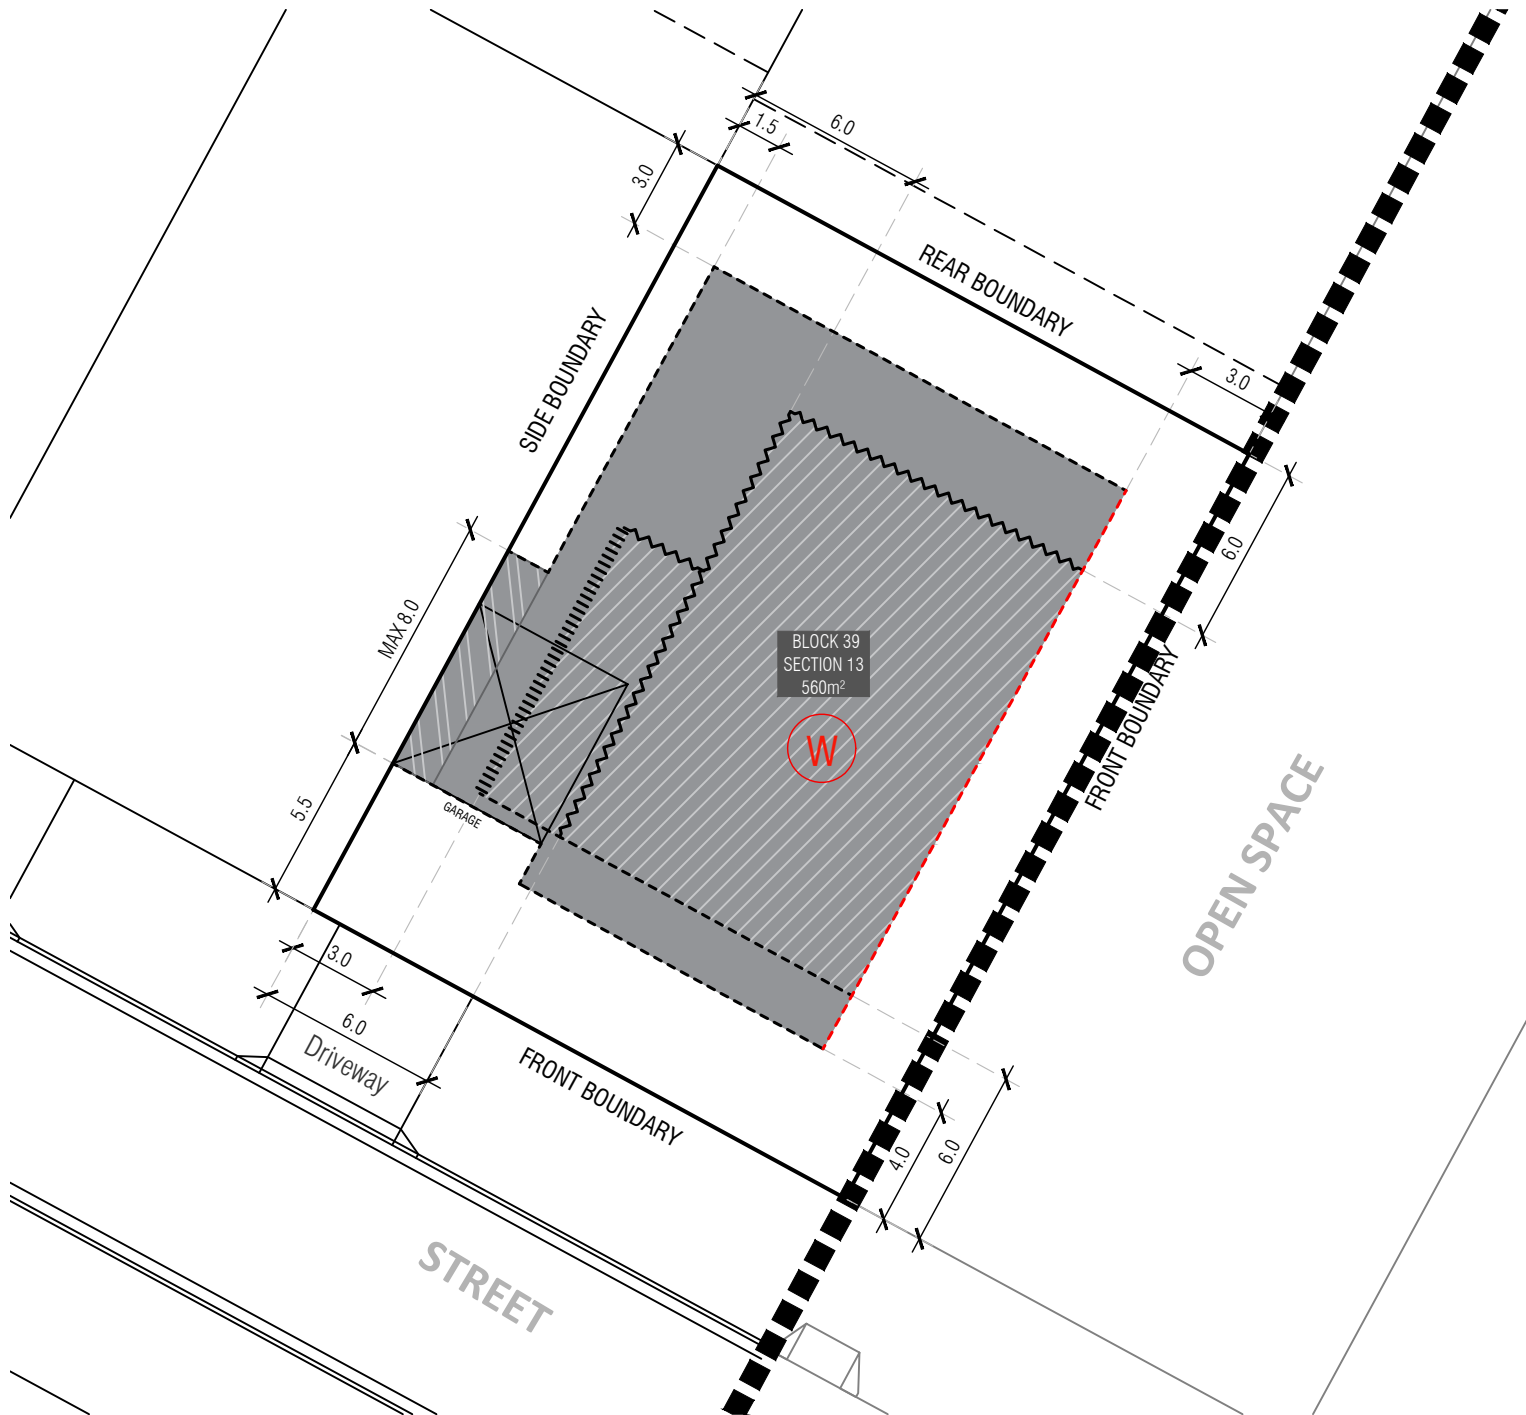 6.0
1.5
3.0
REAR BOUNDARY
3.0
SIDE BOUNDARY
6.0
MAX 8.0
BLOCK 39
SECTION 13
560m²
W
FRONT BOUNDARY
5.5
GARAGE
OPEN SPACE
3.0
6.0
Driveway
FRONT BOUNDARY
4.0
6.0
STREET